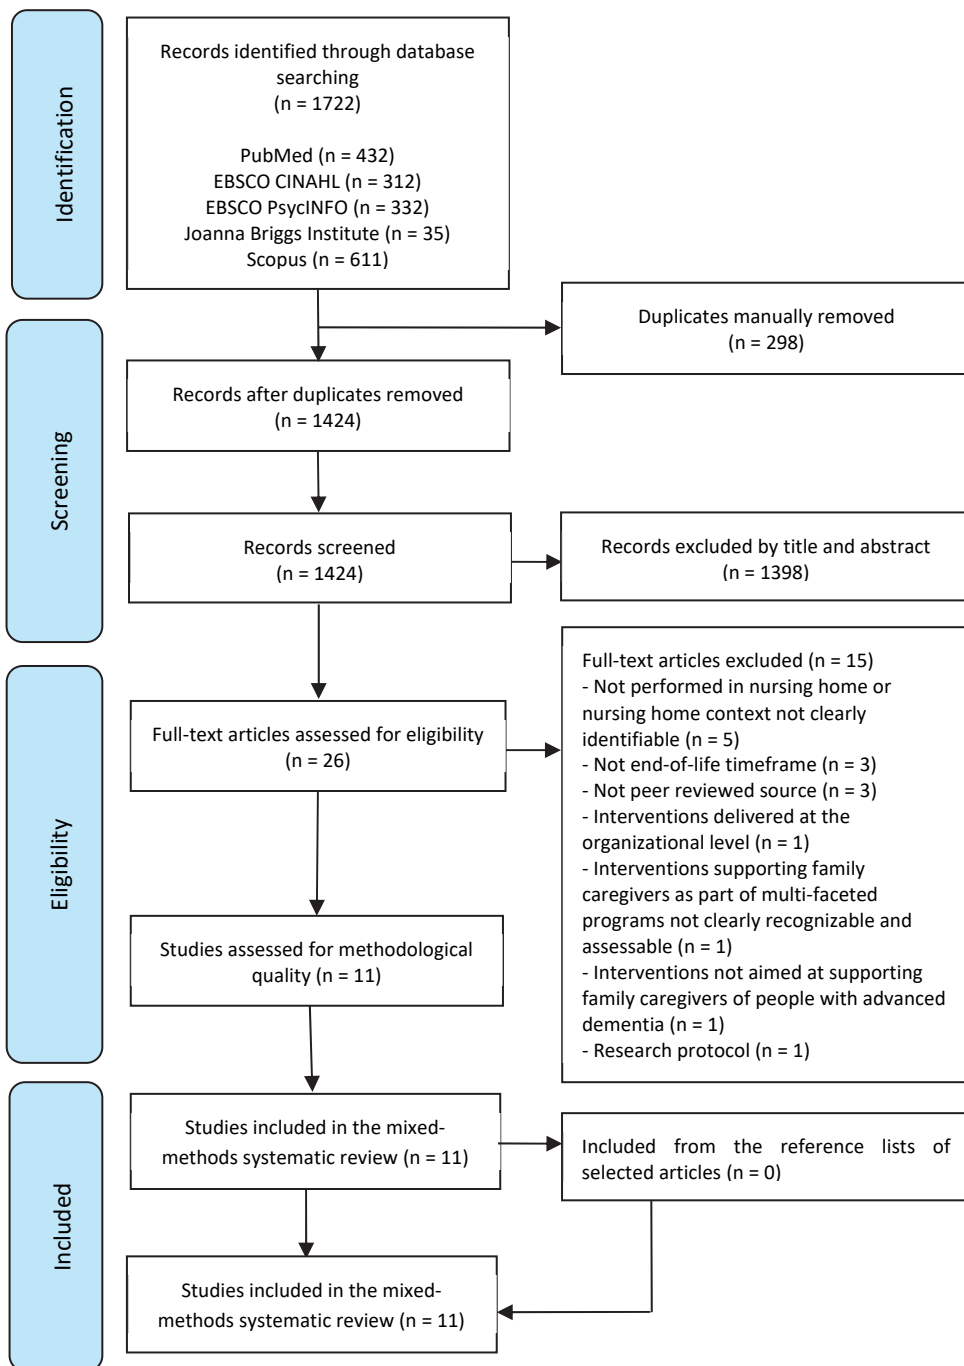 Identification
Records identified through database
searching
(n = 1722)
PubMed (n = 432)
EBSCO CINAHL (n = 312)
EBSCO PsycINFO (n = 332)
Joanna Briggs Institute (n = 35)
Scopus (n = 611)
Duplicates manually removed
(n = 298)
Screening
Records after duplicates removed
(n = 1424)
Records screened
(n = 1424)
Records excluded by title and abstract
(n = 1398)
Eligibility
Full-text articles assessed for eligibility
(n = 26)
Full-text articles excluded (n = 15)
- Not performed in nursing home or
nursing home context not clearly
identifiable (n = 5)
- Not end-of-life timeframe (n = 3)
- Not peer reviewed source (n = 3)
- Interventions delivered at the
organizational level (n = 1)
- Interventions supporting family
caregivers as part of multi-faceted
programs not clearly recognizable and
assessable (n = 1)
- Interventions not aimed at supporting
family caregivers of people with advanced
dementia (n = 1)
- Research protocol (n = 1)
Studies assessed for methodological
quality (n = 11)
Included
Studies included in the mixed-
methods systematic review (n = 11)
Included from the reference lists of
selected articles (n = 0)
Studies included in the mixed-
methods systematic review (n = 11)